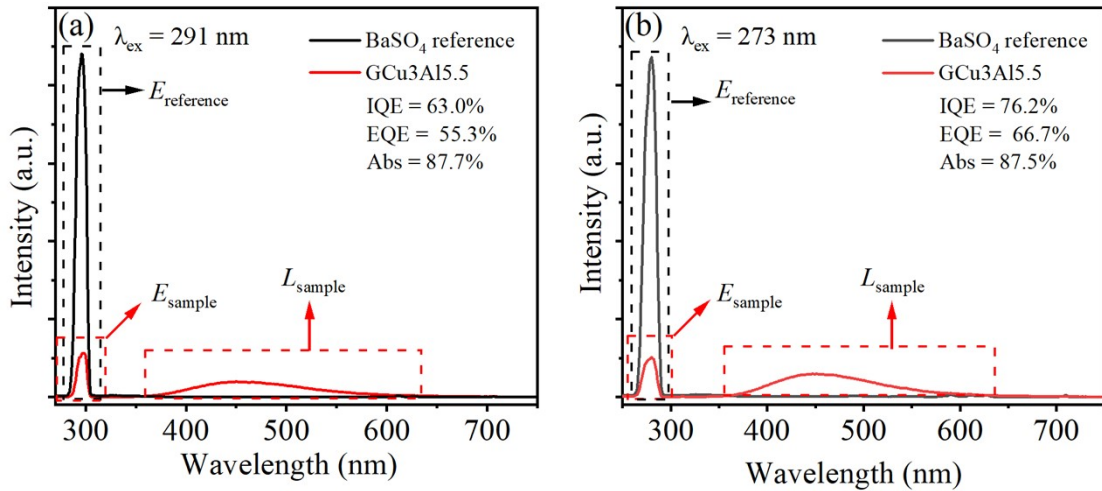 (a)
λex = 291 nm
BaSO4 reference
GCu3Al5.5
IQE = 63.0%
EQE = 55.3%
Abs = 87.7%
Ereference
Esample
Lsample
Intensity (a.u.)
300 400 500 600 700
Wavelength (nm)
(b)
λex = 273 nm
BaSO4 reference
GCu3Al5.5
IQE = 76.2%
EQE = 66.7%
Abs = 87.5%
Ereference
Esample
Lsample
Intensity (a.u.)
300 400 500 600 700
Wavelength (nm)